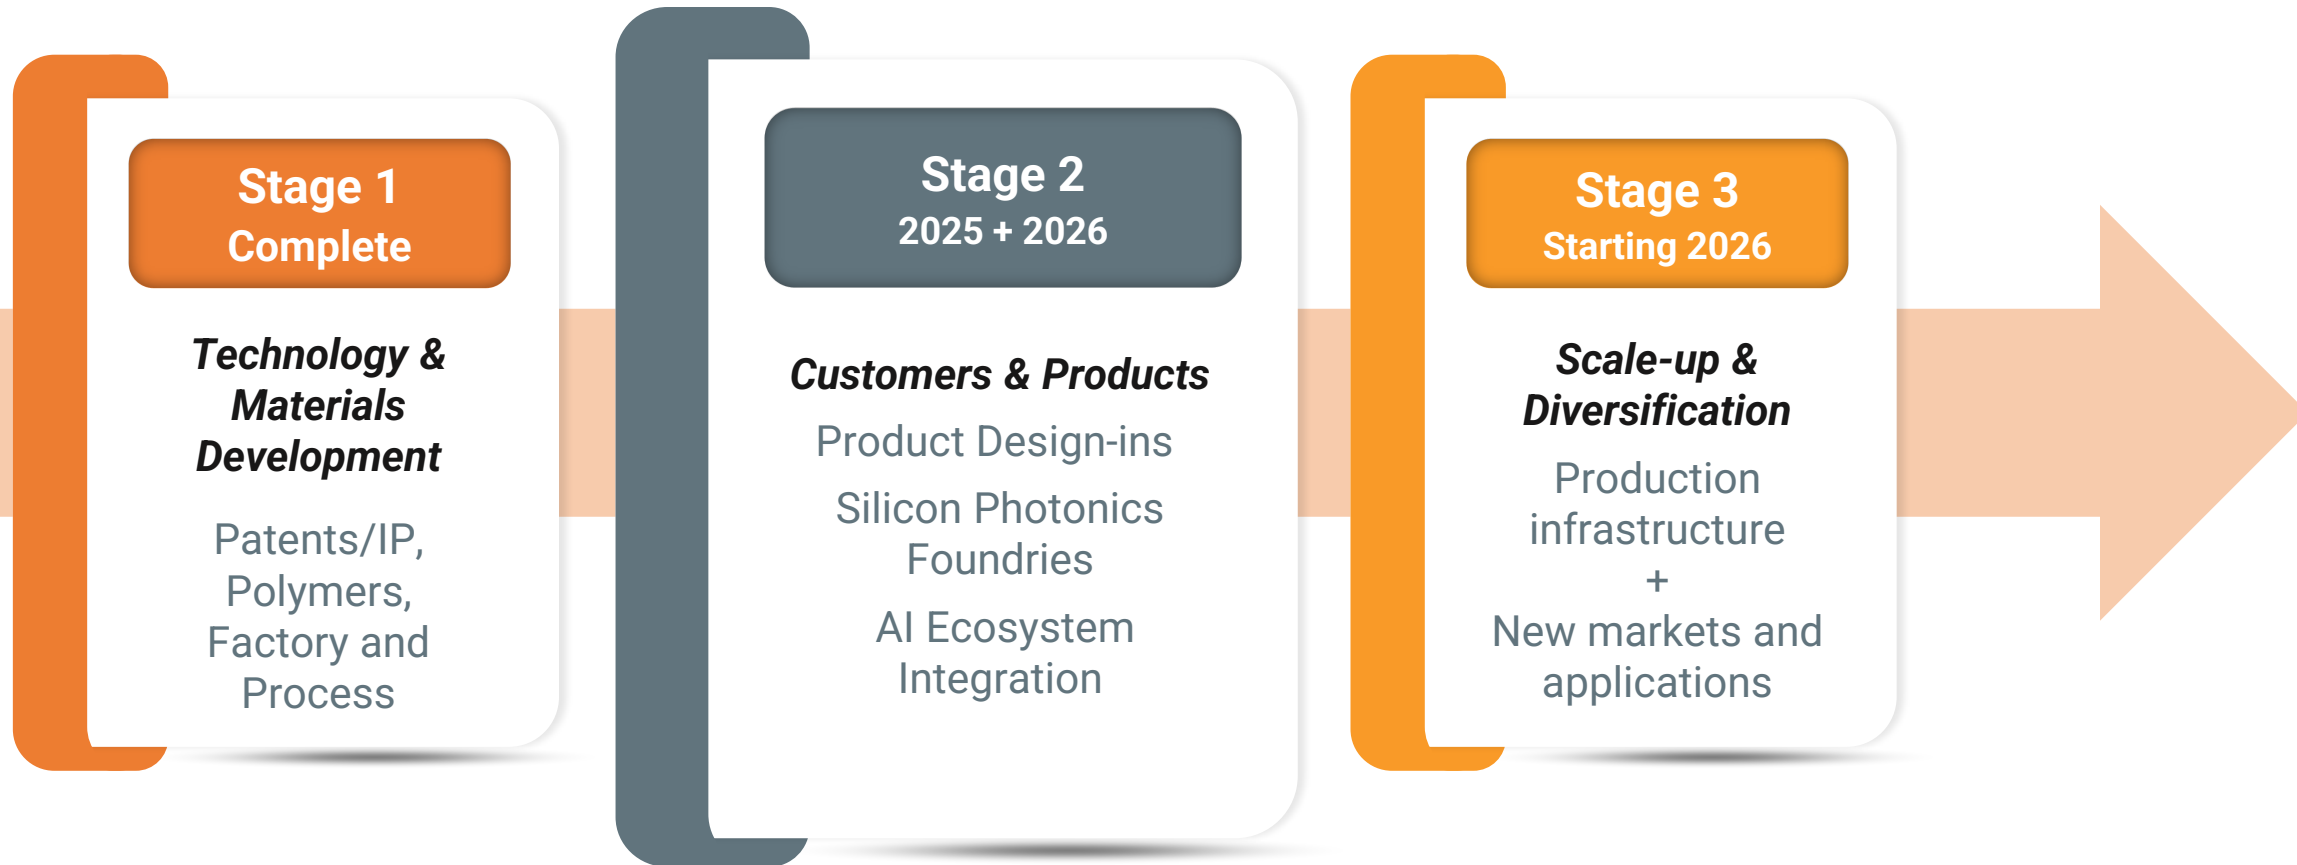 Stage 1
Complete
Technology &
Materials
Development
Patents/IP,
Polymers,
Factory and
Process
Stage 2
2025 + 2026
Customers & Products
Product Design-ins
Silicon Photonics
Foundries
AI Ecosystem
Integration
Stage 3
Starting 2026
Scale-up &
Diversification
Production
infrastructure
+
New markets and
applications